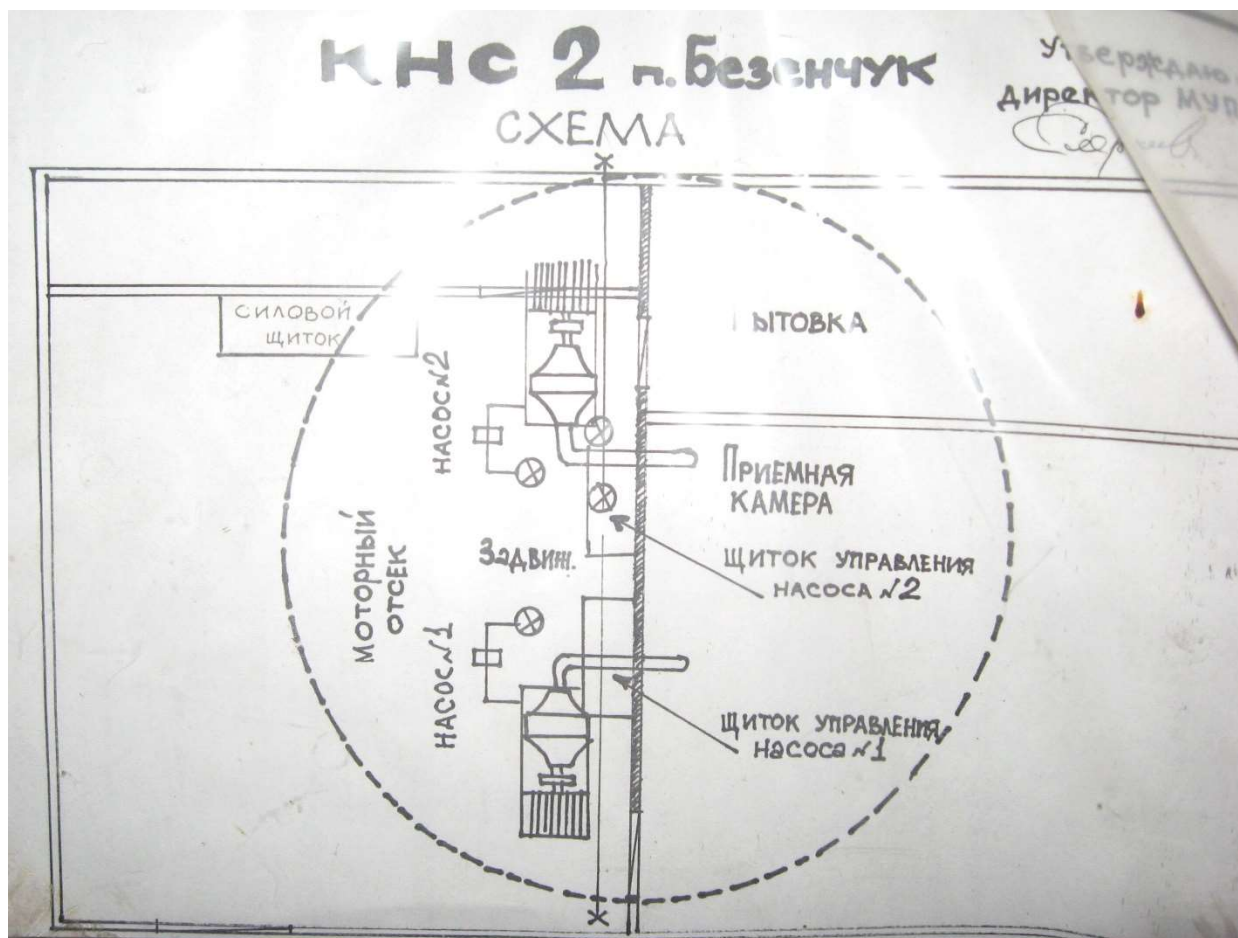 КНС 2 п.Безенчук
СХЕМА
Утверждаю
директор МУП
СИЛОВОЙ
ЩИТОК
НАСОС №2
БЫТОВКА
ПРИЕМНАЯ
КАМЕРА
МОТОРНЫЙ
ОТСЕК
ЗАДВИЖ.
ЩИТОК УПРАВЛЕНИЯ
НАСОСА №2
НАСОС №1
ЩИТОК УПРАВЛЕНИЯ
НАСОСА №1